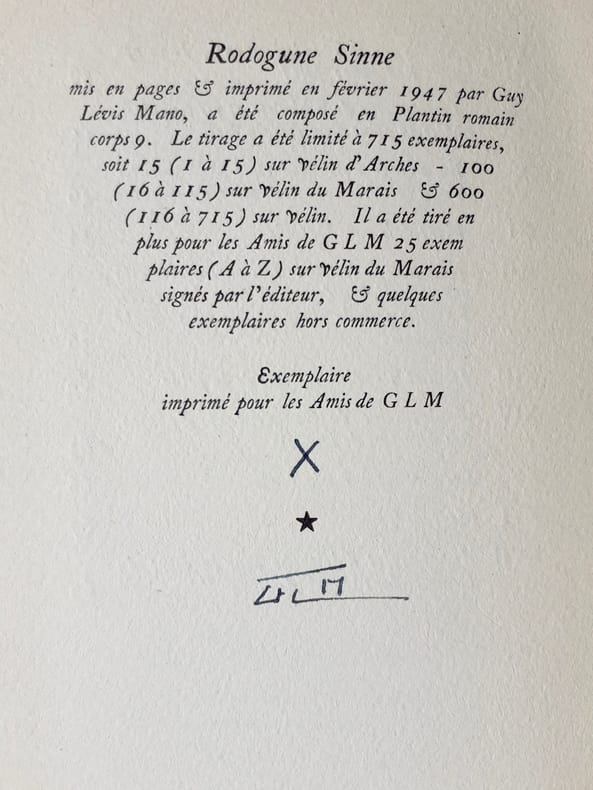 Rodogune Sinne
mis en pages & imprimé en février 1947 par Guy
Lévis Mano, a été composé en Plantin romain
corps 9. Le tirage a été limité à 715 exemplaires,
soit 15 (1 à 15) sur vélin d'Arches - 100
(16 à 115) sur vélin du Marais & 600
(116 à 715) sur vélin. Il a été tiré en
plus pour les Amis de G L M 25 exem
plaires (A à Z) sur vélin du Marais
signés par l'éditeur, & quelques
exemplaires hors commerce.
Exemplaire
imprimé pour les Amis de G L M
X
GLM